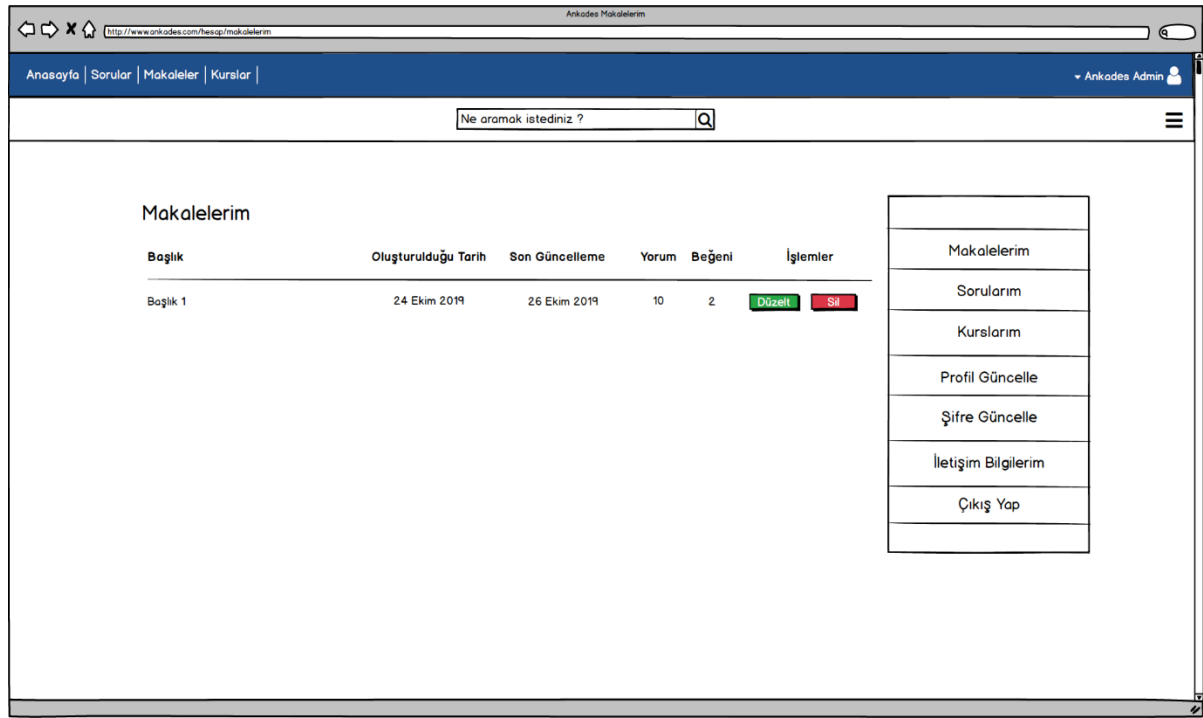 Ankades Makalelerim
http://www.ankades.com/hesap/makalelerim
Anasayfa | Sorular | Makaleler | Kurslar |
Ankades Admin
Ne aramak istediniz ?
Makalelerim
Başlık Oluşturulduğu Tarih Son Güncelleme Yorum Beğeni İşlemler
Başlık 1 24 Ekim 2019 26 Ekim 2019 10 2 Düzelt Sil
Makalelerim
Sorularım
Kurslarım
Profil Güncelle
Şifre Güncelle
İletişim Bilgilerim
Çıkış Yap